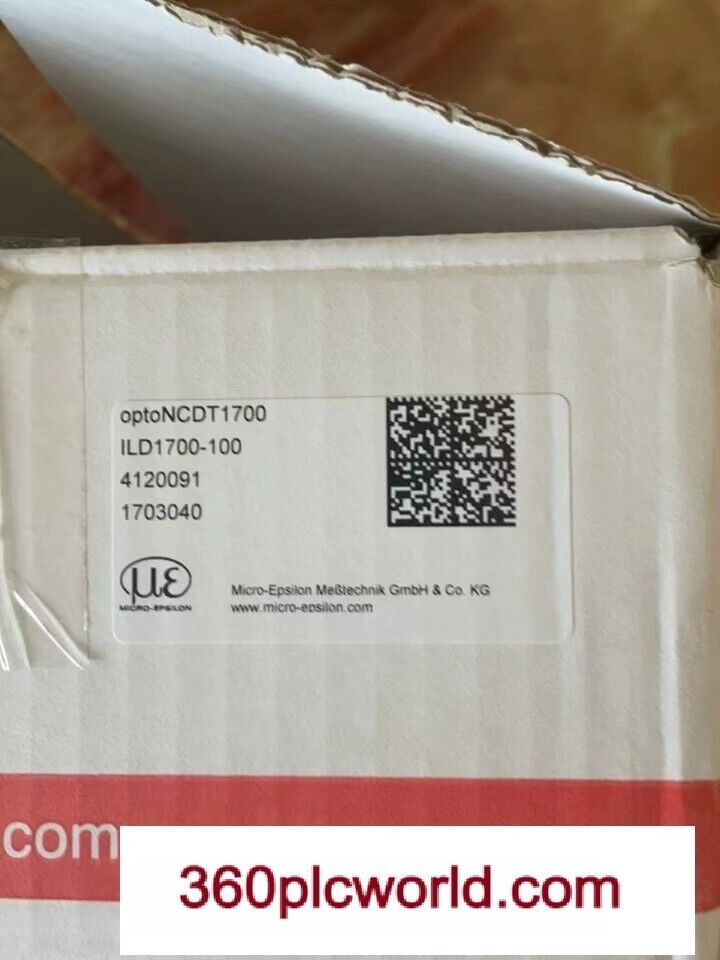 optoNCDT1700
ILD1700-100
4120091
1703040
με
MICRO-EPSILON
Micro-Epsilon Meßtechnik GmbH & Co. KG
www.micro-epsilon.com
.com
360plcworld.com